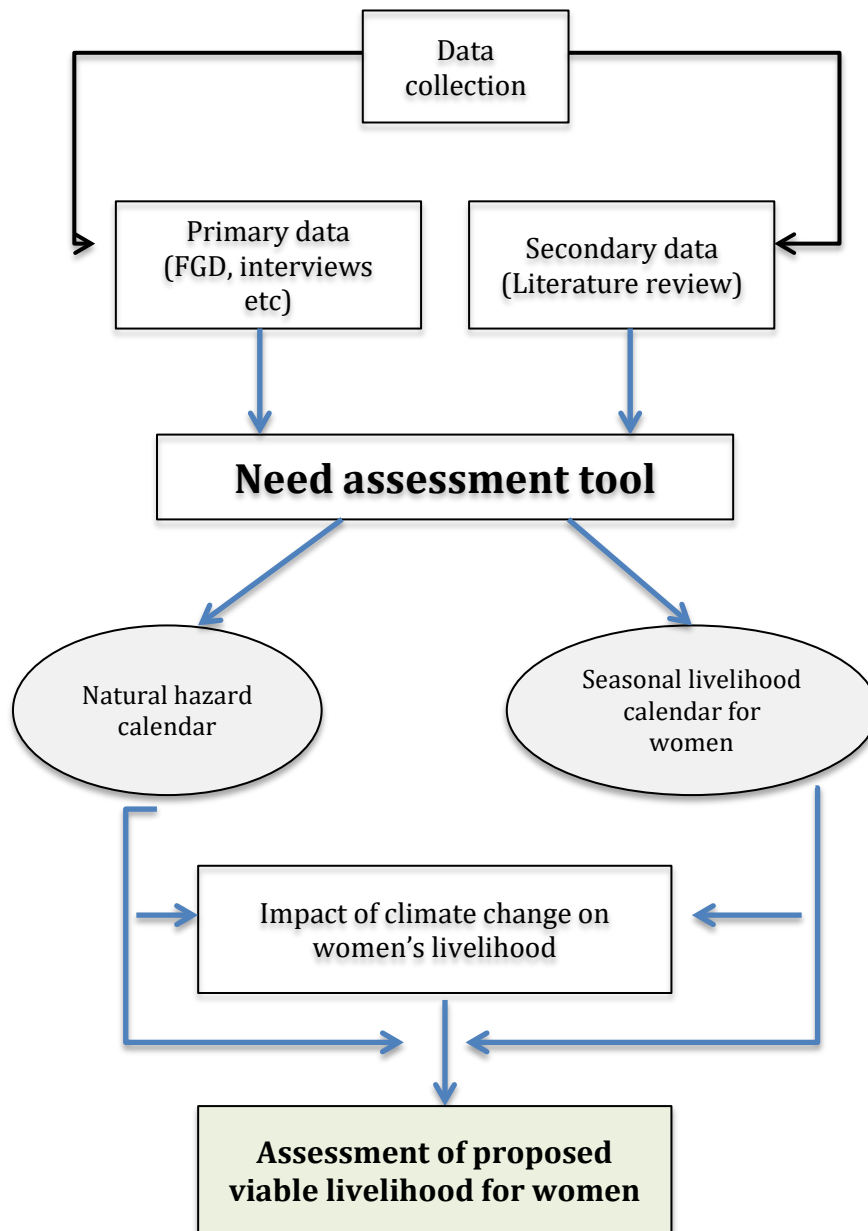 Data
collection
Primary data
(FGD, interviews
etc)
Secondary data
(Literature review)
Need assessment tool
Natural hazard
calendar
Seasonal livelihood
calendar for
women
Impact of climate change on
women’s livelihood
Assessment of proposed
viable livelihood for women